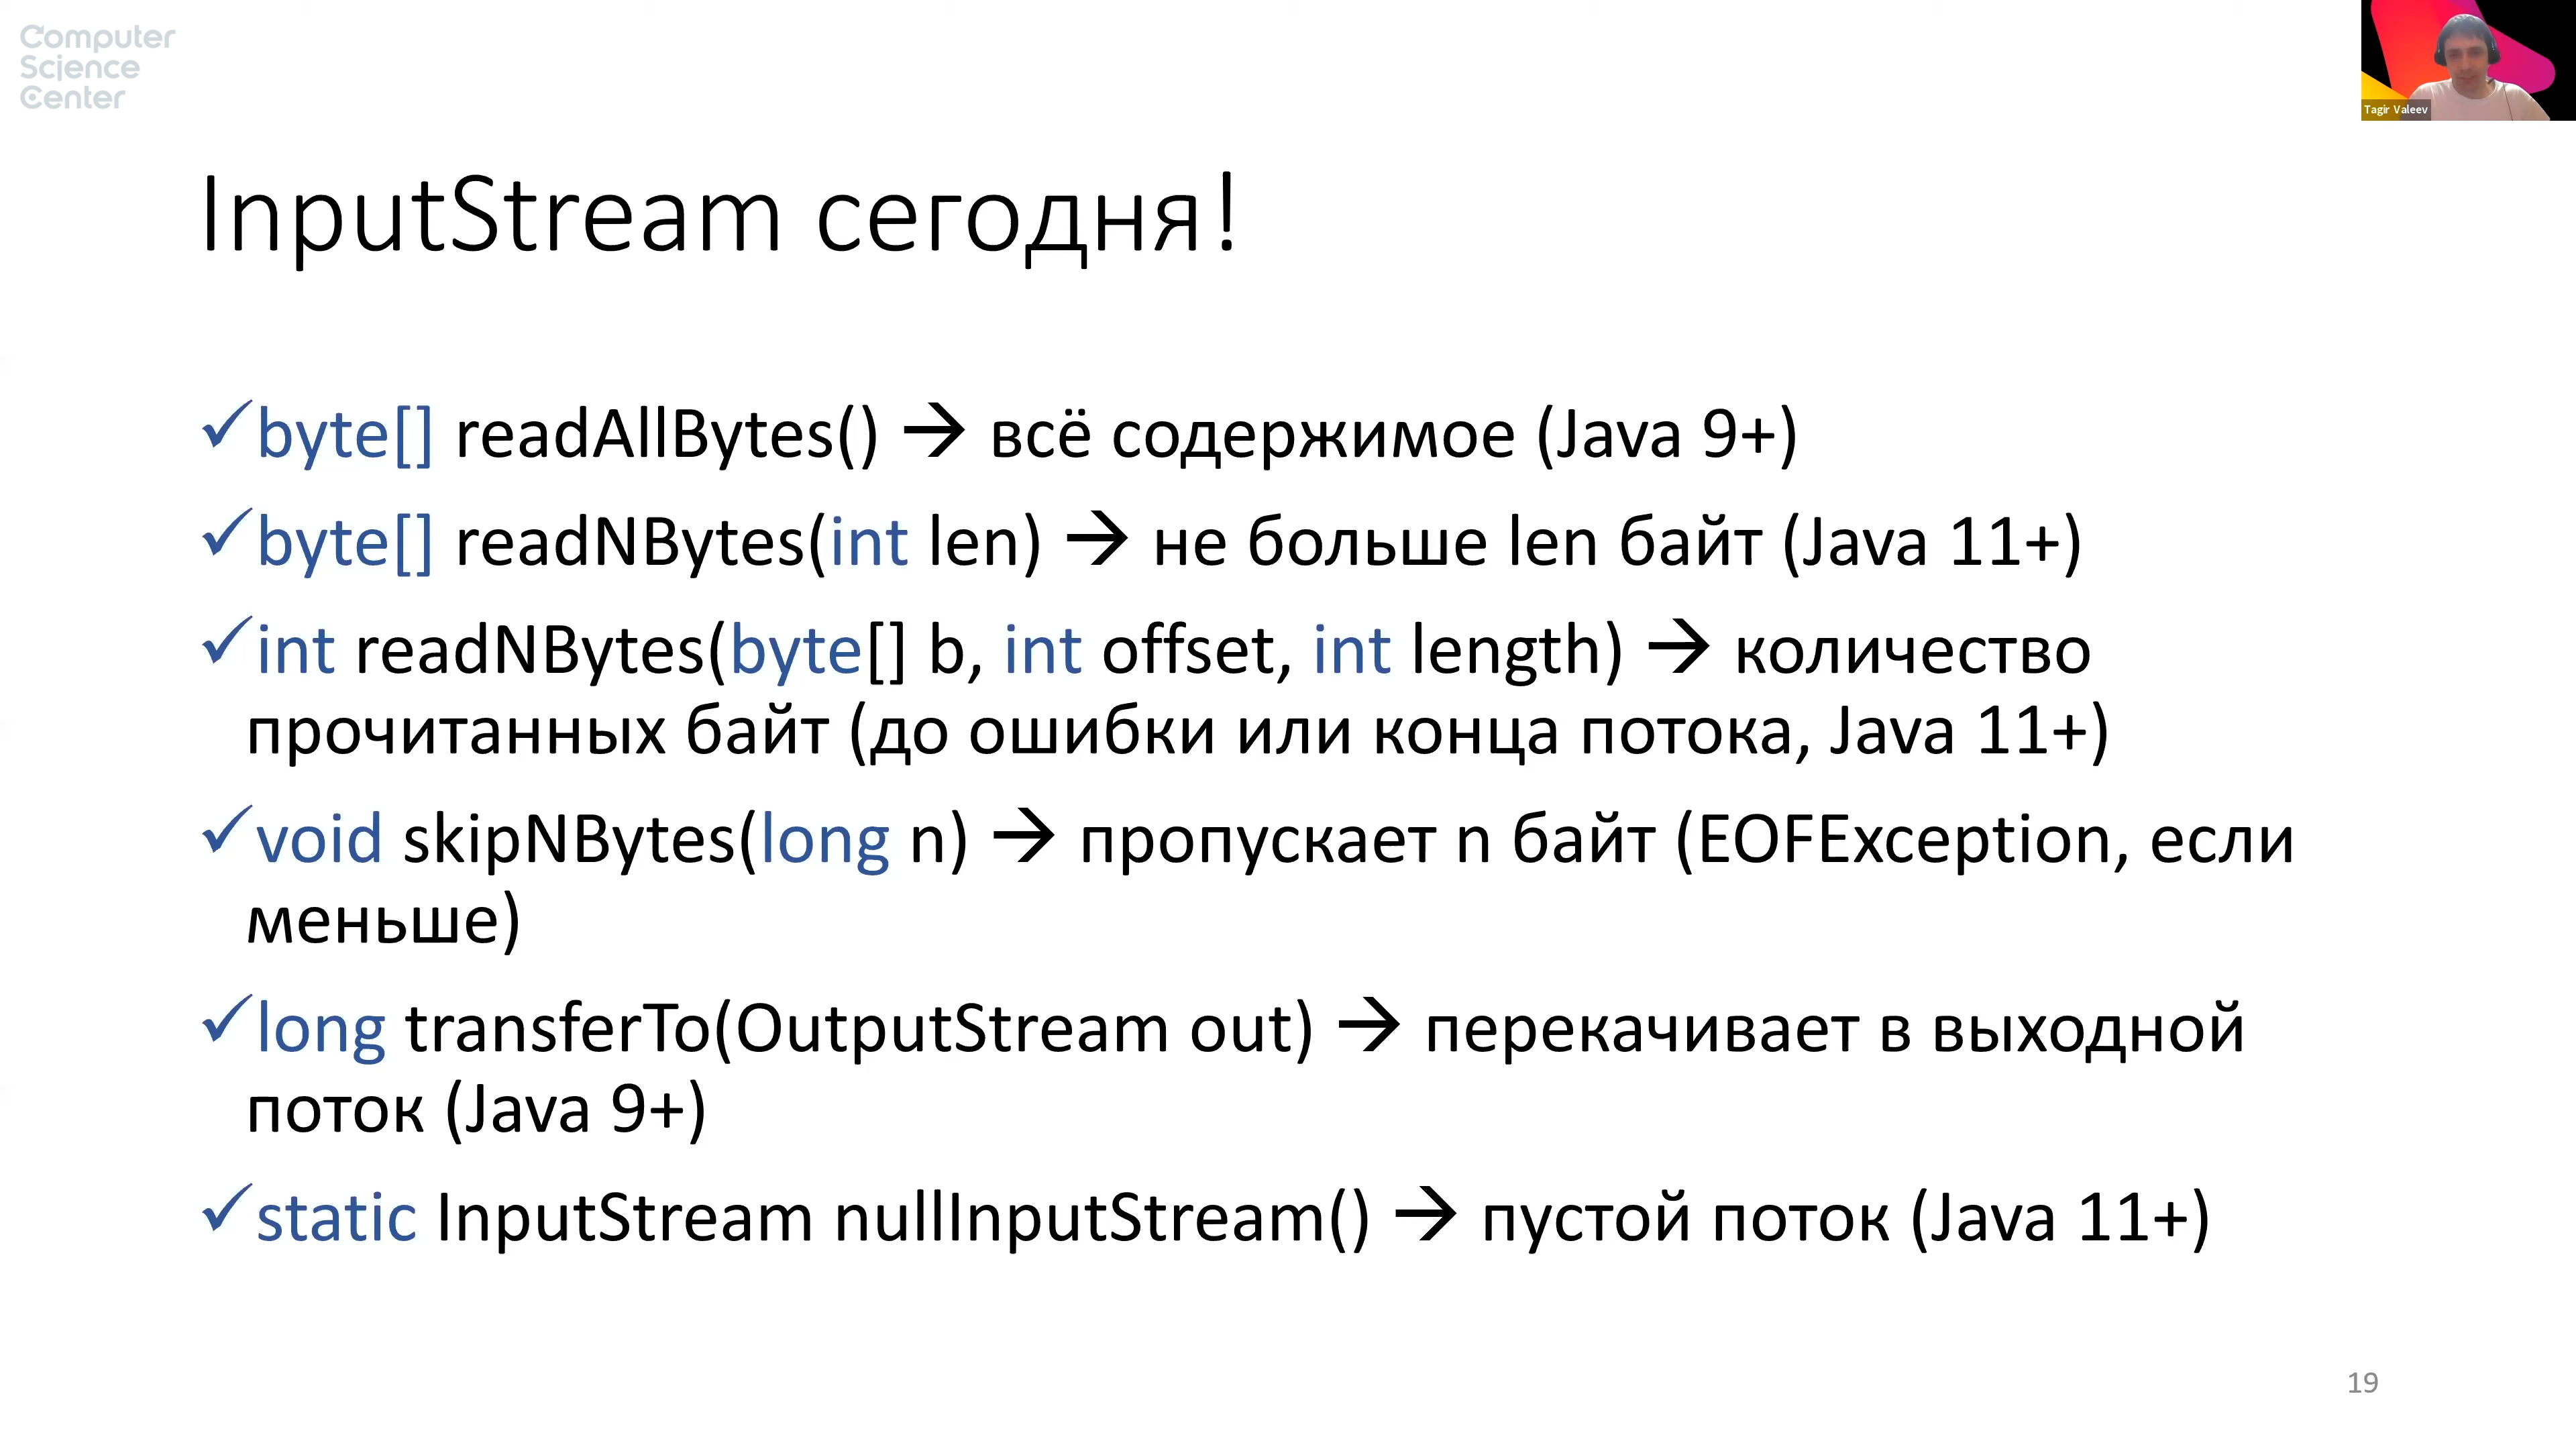 Computer
Science
Center
Tagir Valeev
InputStream сегодня!
✓byte[] readAllBytes() → всё содержимое (Java 9+)
✓byte[] readNBytes(int len) → не больше len байт (Java 11+)
✓int readNBytes(byte[] b, int offset, int length) → количество
прочитанных байт (до ошибки или конца потока, Java 11+)
✓void skipNBytes(long n) → пропускает n байт (EOFException, если
меньше)
✓long transferTo(OutputStream out) → перекачивает в выходной
поток (Java 9+)
✓static InputStream nullInputStream() → пустой поток (Java 11+)
19